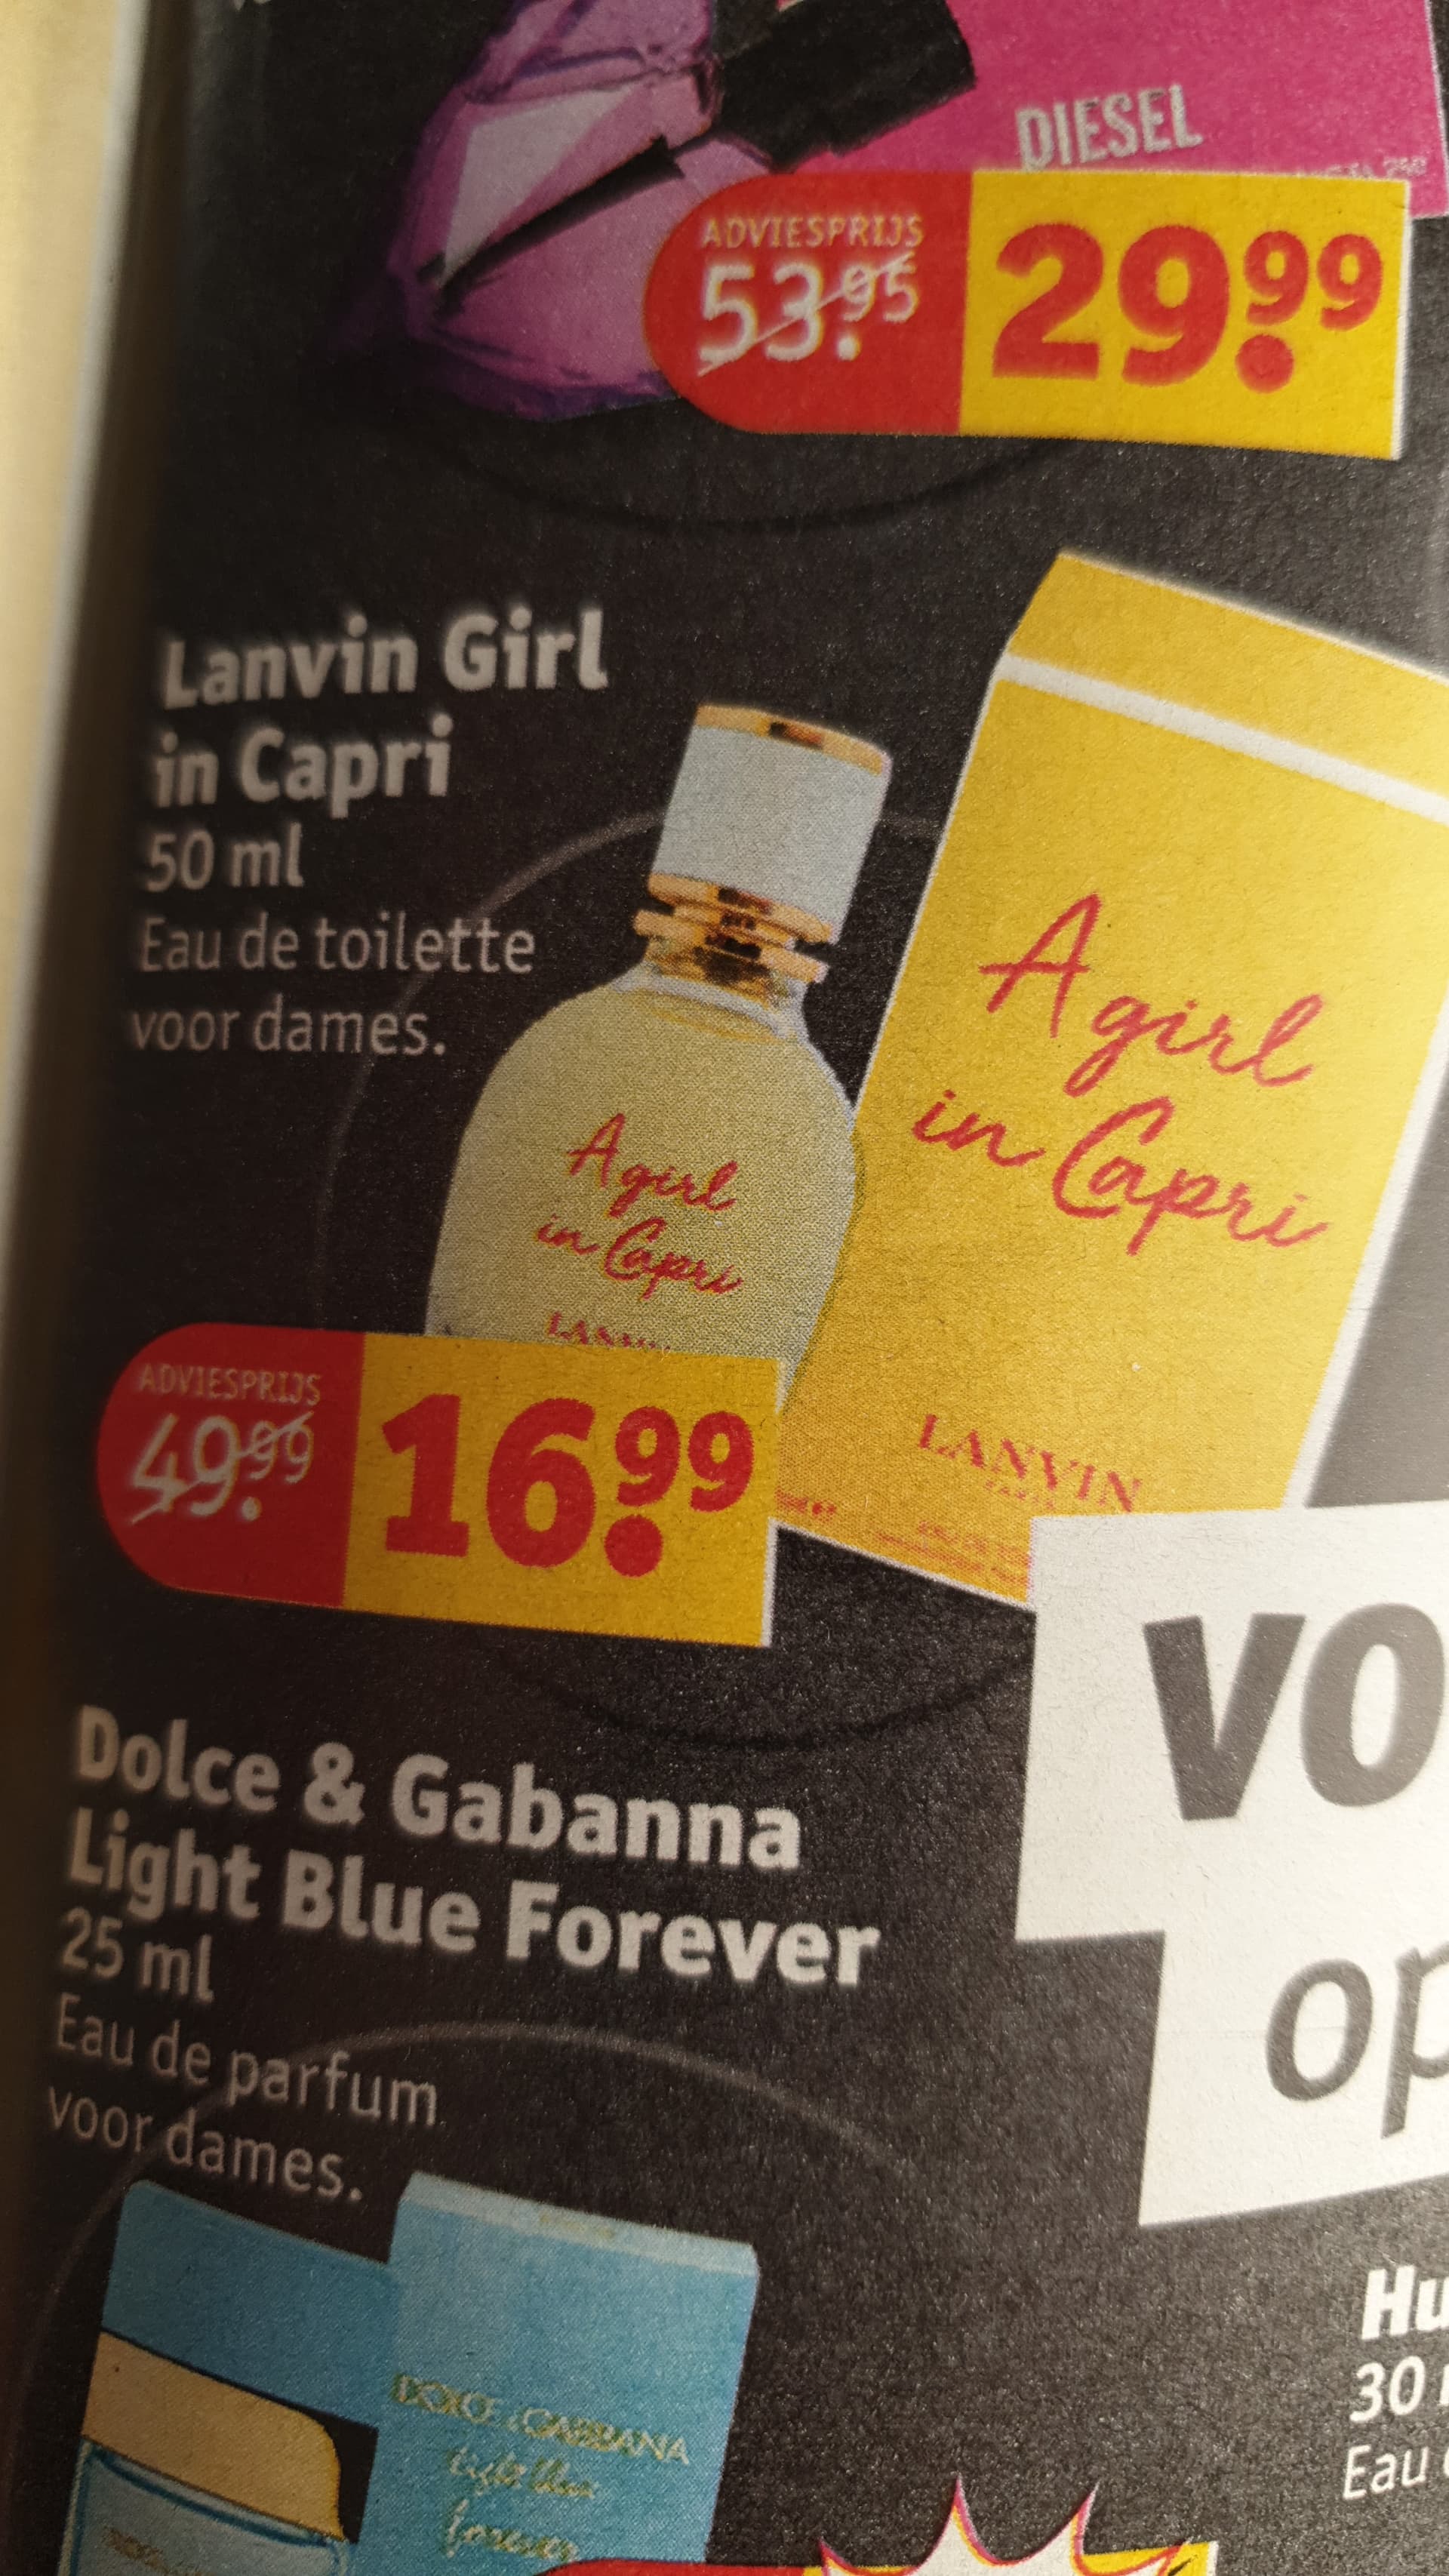 DIESEL
ADVIESPRIJS
53.95
29.99
Lanvin Girl
in Capri
50 ml
Eau de toilette
voor dames.
A girl
in Capri
LANVIN
A girl
in Capri
LANVIN
PARIS
ADVIESPRIJS
49.99
16.99
VO
op
Dolce & Gabanna
Light Blue Forever
25 ml
Eau de parfum
voor dames.
DOLCE & GABBANA
light blue
forever
Hu
30
Eau